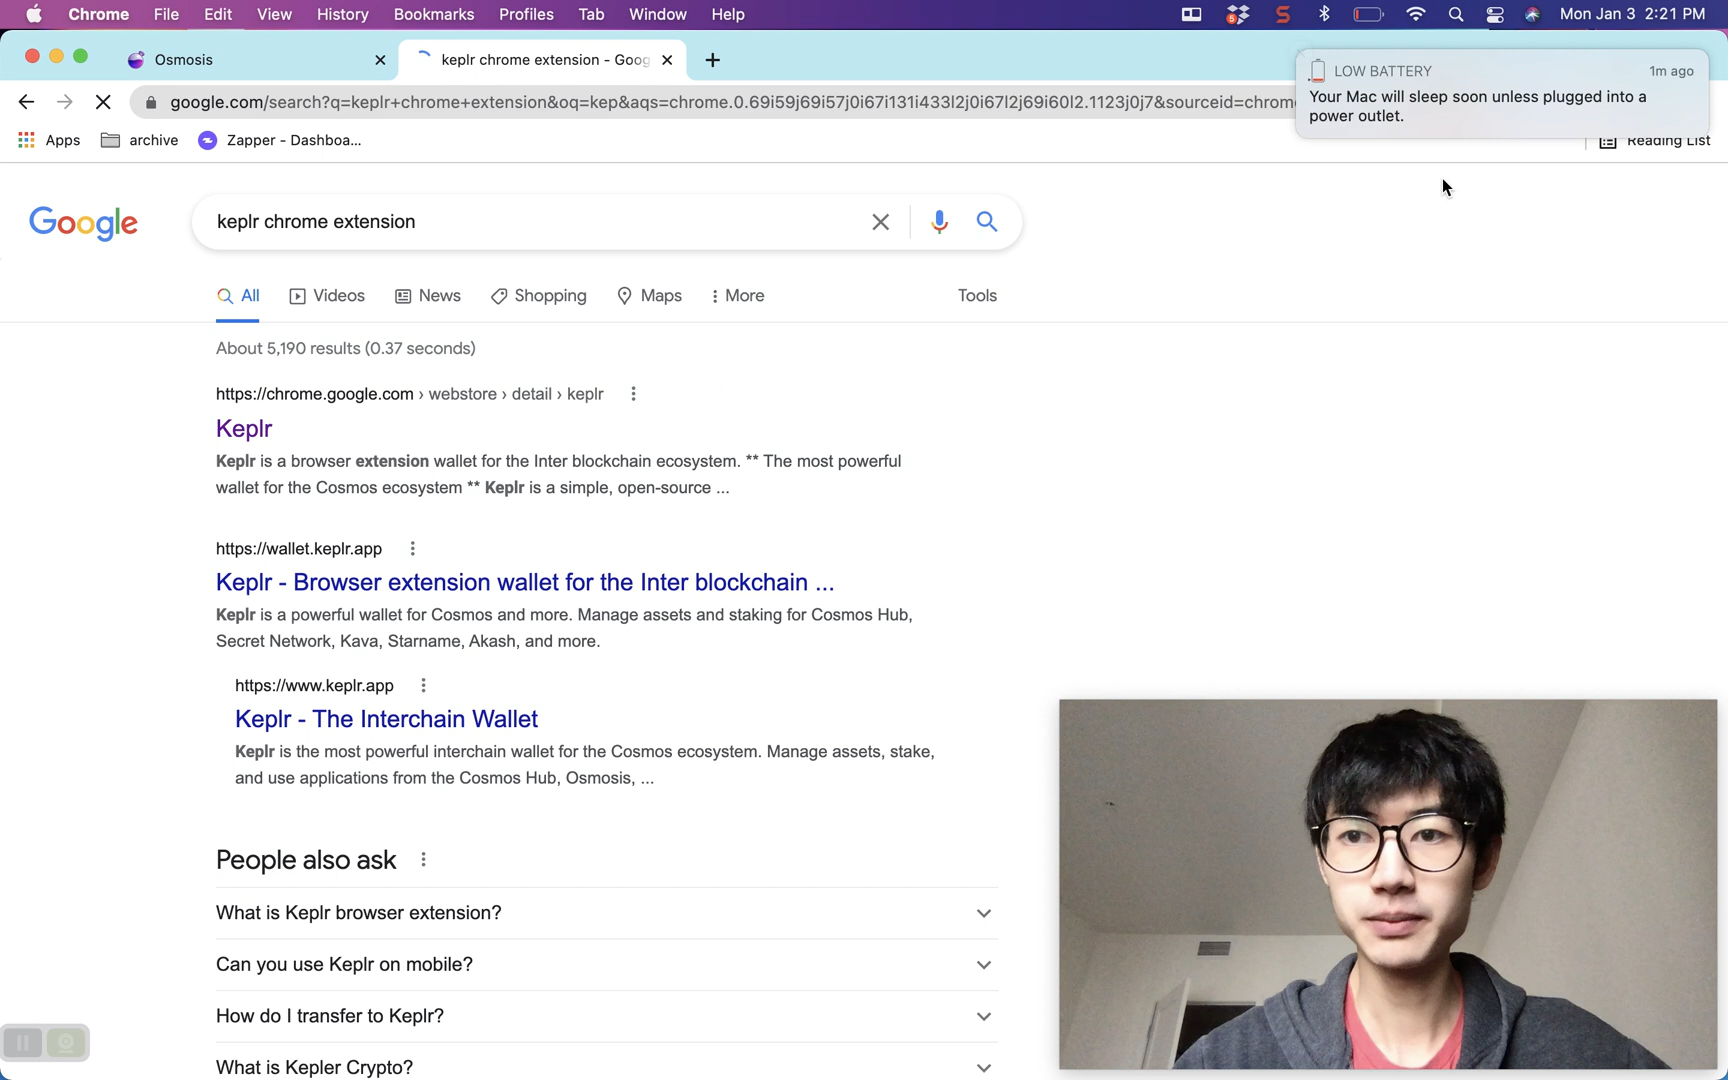 Chrome File Edit View History Bookmarks Profiles Tab Window Help
5 S Mon Jan 3 2:21 PM
Osmosis
keplr chrome extension - Goog
LOW BATTERY 1m ago
Your Mac will sleep soon unless plugged into a
power outlet.
google.com/search?q=keplr+chrome+extension&oq=kep&aqs=chrome.0.69i59j69i57j0i67i131i433l2j0i67l2j69i60l2.1123j0j7&sourceid=chrom
Apps archive Zapper - Dashboa...
Reading List
Google
keplr chrome extension
All Videos News Shopping Maps More Tools
About 5,190 results (0.37 seconds)
https://chrome.google.com › webstore › detail › keplr
Keplr
Keplr is a browser extension wallet for the Inter blockchain ecosystem. ** The most powerful
wallet for the Cosmos ecosystem ** Keplr is a simple, open-source ...
https://wallet.keplr.app
Keplr - Browser extension wallet for the Inter blockchain ...
Keplr is a powerful wallet for Cosmos and more. Manage assets and staking for Cosmos Hub,
Secret Network, Kava, Starname, Akash, and more.
https://www.keplr.app
Keplr - The Interchain Wallet
Keplr is the most powerful interchain wallet for the Cosmos ecosystem. Manage assets, stake,
and use applications from the Cosmos Hub, Osmosis, ...
People also ask
What is Keplr browser extension?
Can you use Keplr on mobile?
How do I transfer to Keplr?
What is Kepler Crypto?